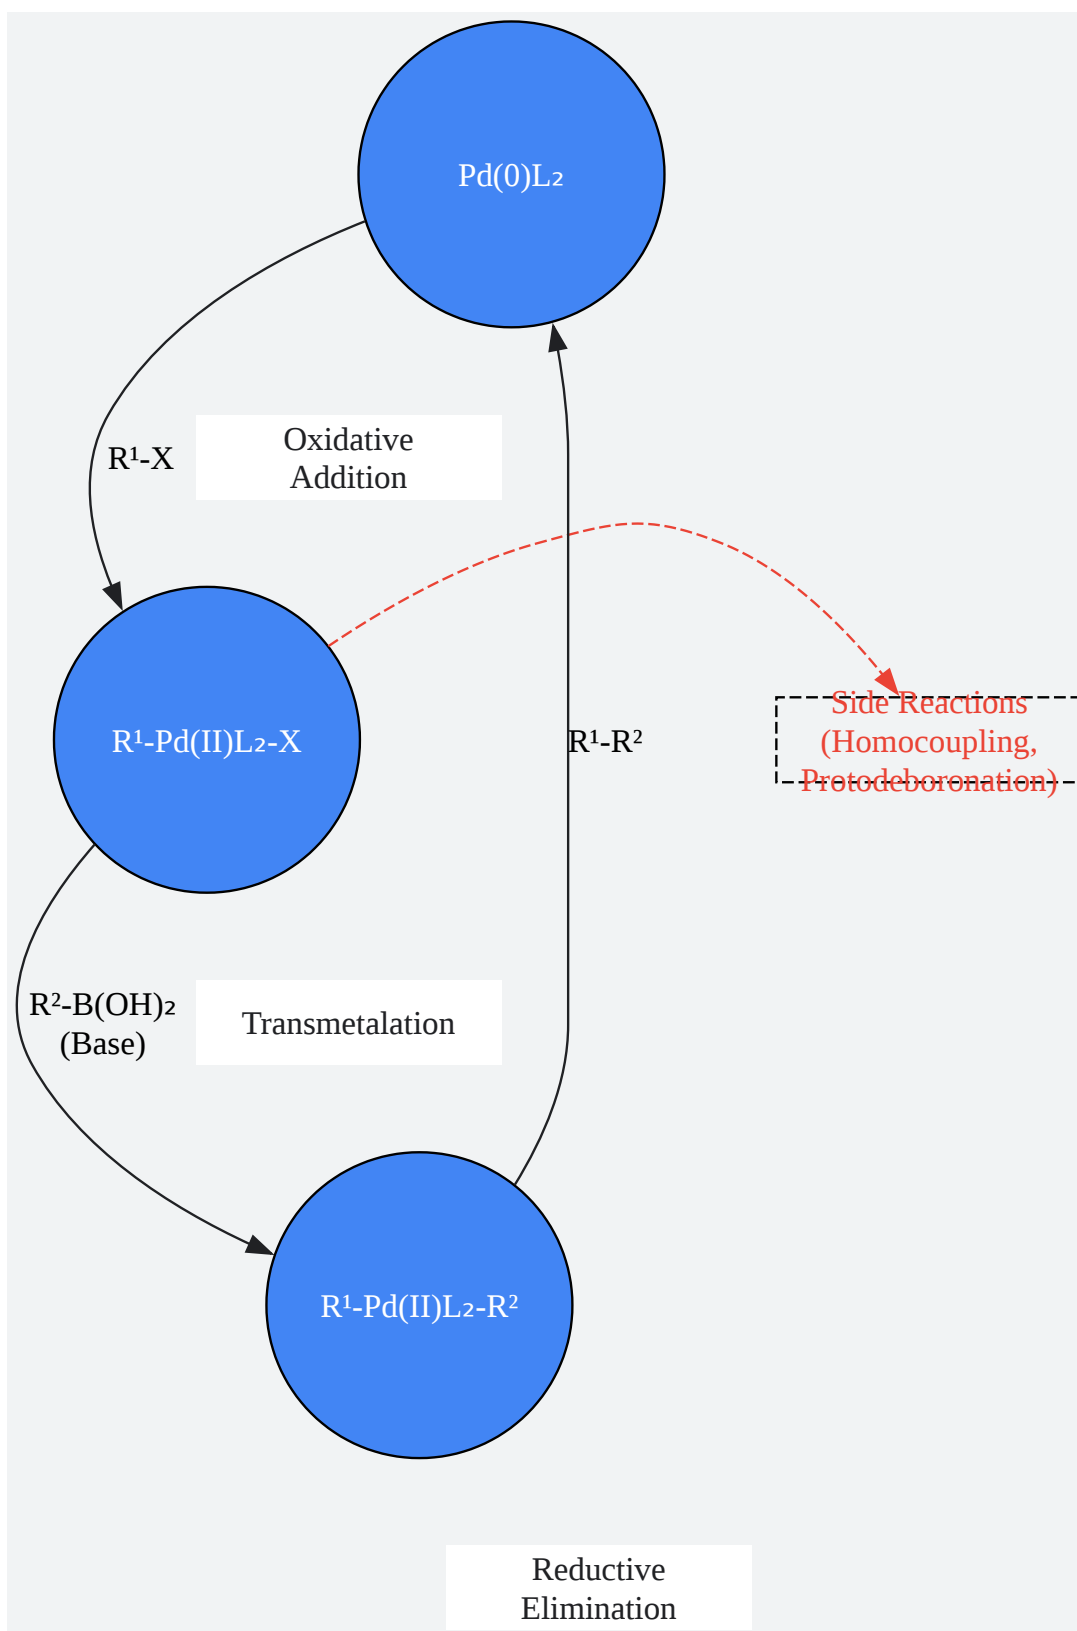 Pd(0)L₂
R¹-X
Oxidative
Addition
R¹-Pd(II)L₂-X
R¹-R²
Side Reactions
(Homocoupling,
Protodeboronation)
R²-B(OH)₂
(Base)
Transmetalation
R¹-Pd(II)L₂-R²
Reductive
Elimination